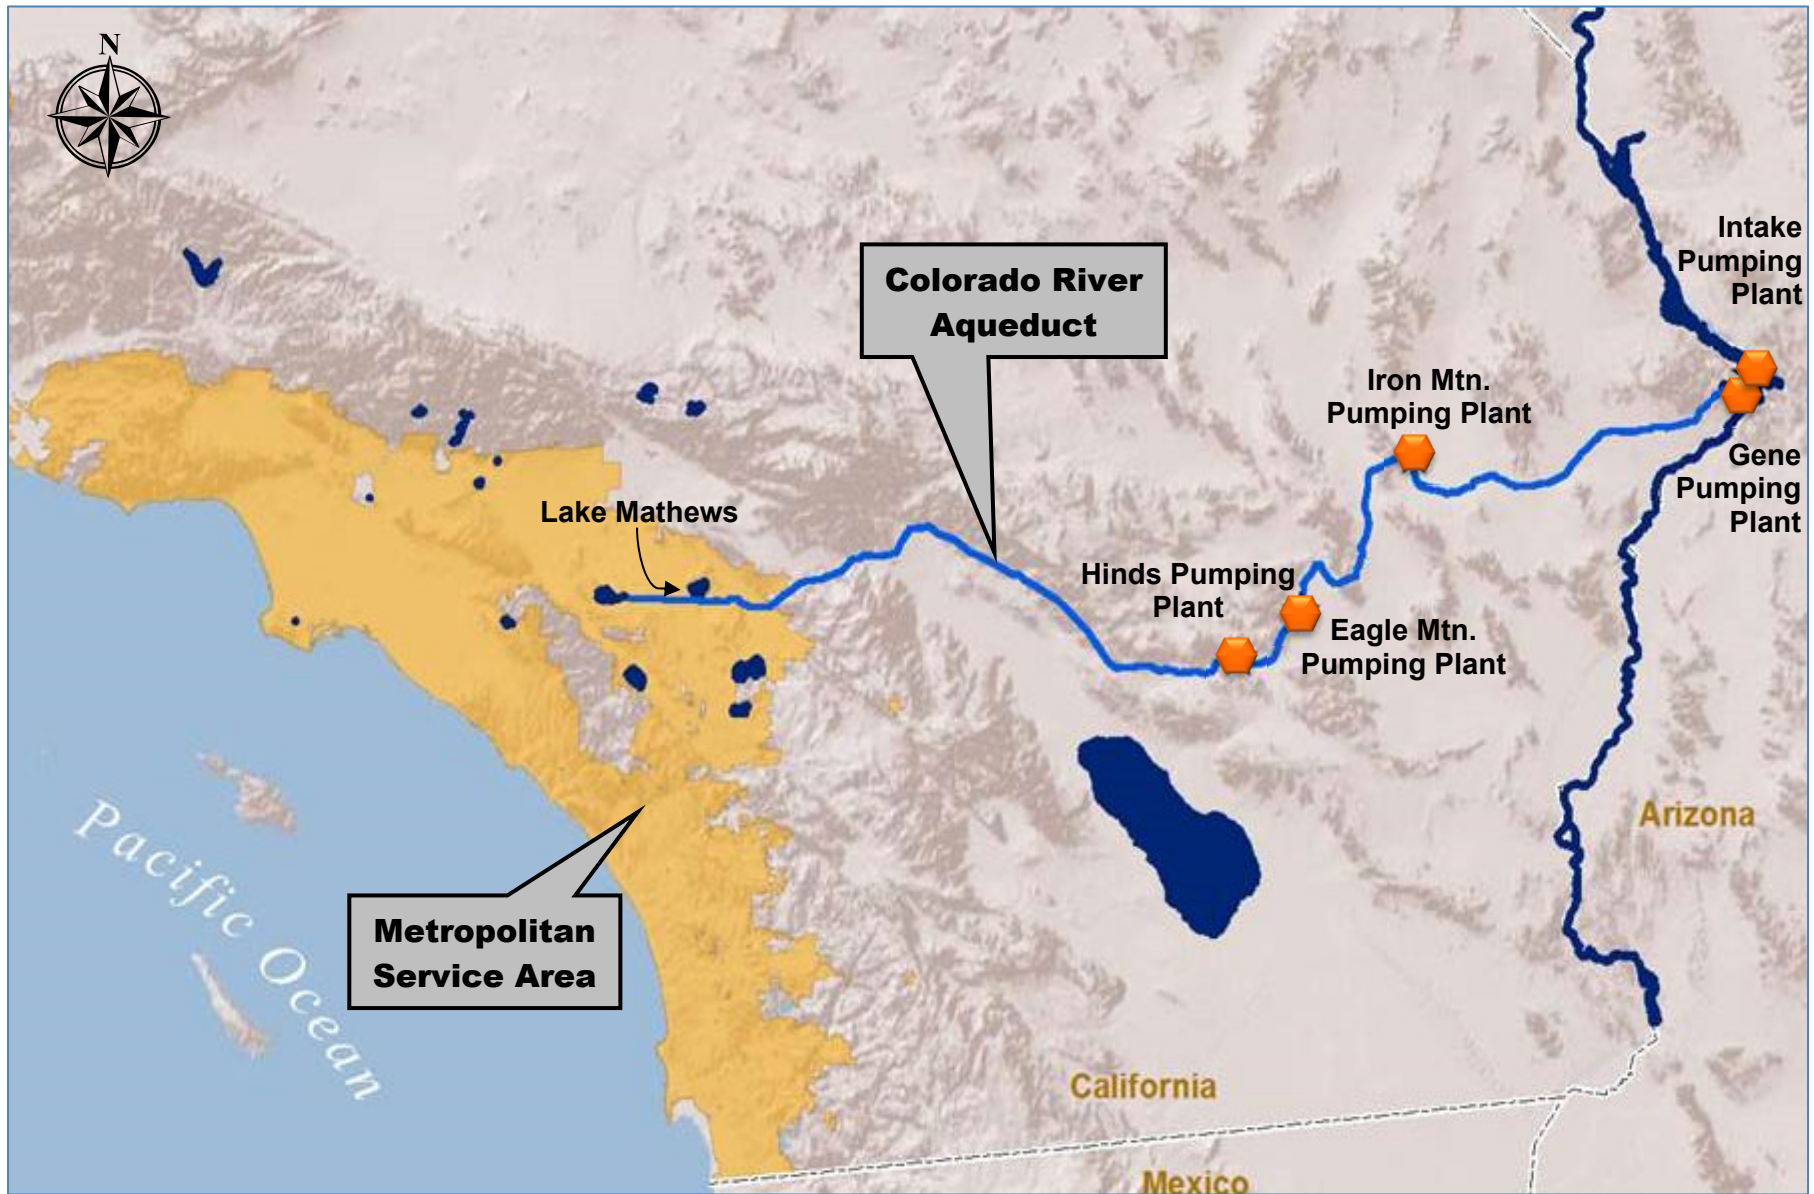 N
Intake
Pumping
Plant
Colorado River
Aqueduct
Iron Mtn.
Pumping Plant
Gene
Pumping
Plant
Lake Mathews
Hinds Pumping
Plant
Eagle Mtn.
Pumping Plant
Arizona
Pacific Ocean
Metropolitan
Service Area
California
Mexico